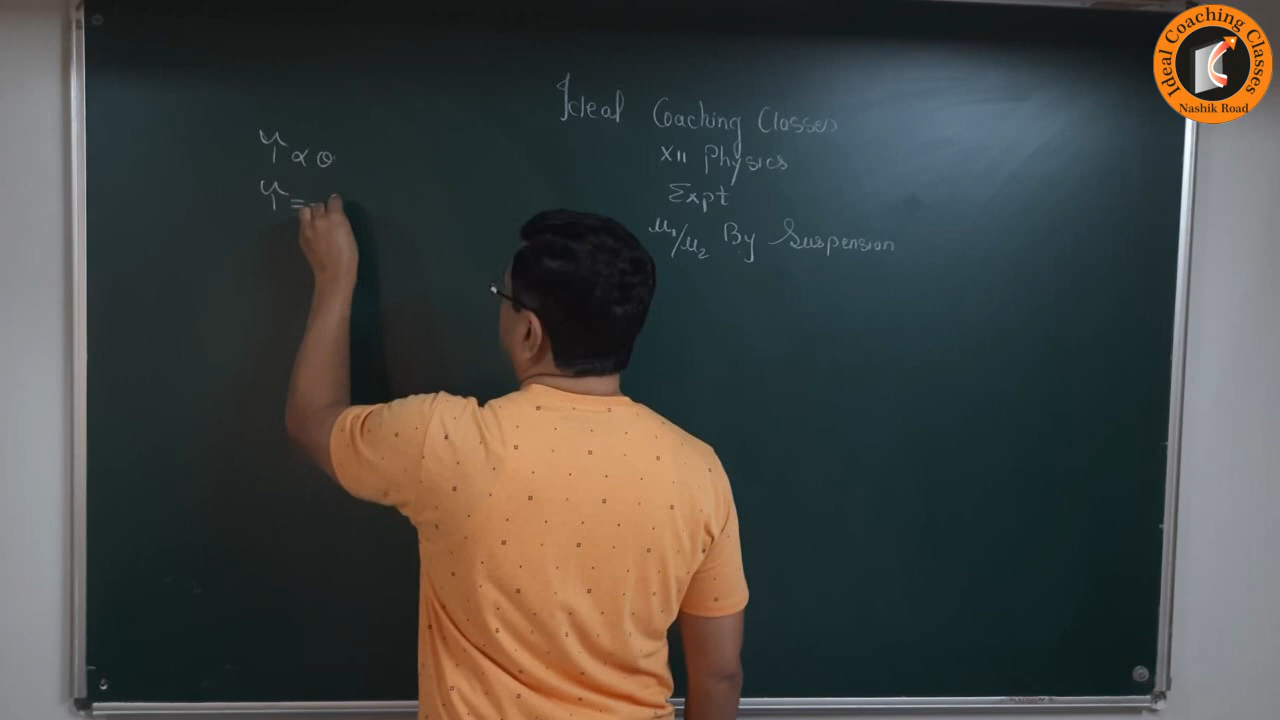 Ideal Coaching Classes
Nashik Road
Ideal Coaching Classes
XII Physics
Expt
μ₁/μ₂ By Suspension
τ ∝ θ
τ =